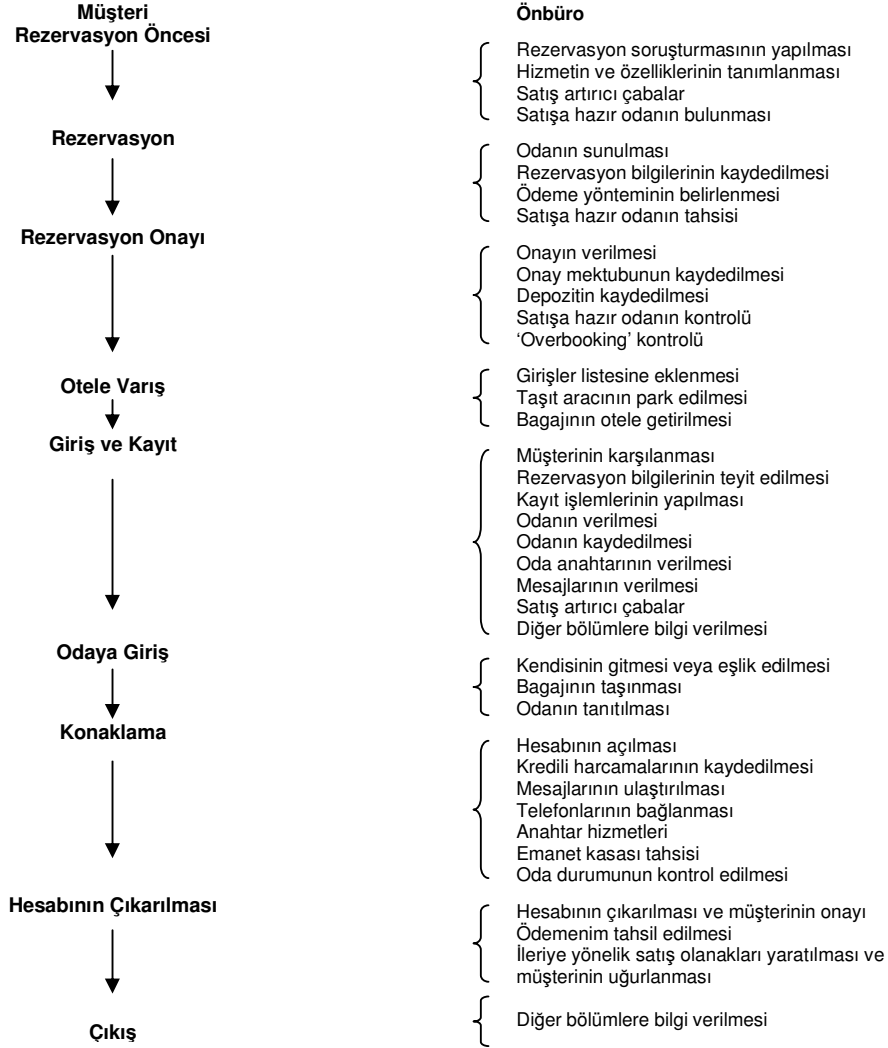 Müşteri
Önbüro
Rezervasyon Öncesi
Rezervasyon soruşturmasının yapılması
Hizmetin ve özelliklerinin tanımlanması
Satış artırıcı çabalar
Satışa hazır odanın bulunması
Rezervasyon
Odanın sunulması
Rezervasyon bilgilerinin kaydedilmesi
Ödeme yönteminin belirlenmesi
Satışa hazır odanın tahsisi
Rezervasyon Onayı
Onayın verilmesi
Onay mektubunun kaydedilmesi
Depozitin kaydedilmesi
Satışa hazır odanın kontrolü
‘Overbooking’ kontrolü
Otele Varış
Girişler listesine eklenmesi
Taşıt aracının park edilmesi
Bagajının otele getirilmesi
Giriş ve Kayıt
Müşterinin karşılanması
Rezervasyon bilgilerinin teyit edilmesi
Kayıt işlemlerinin yapılması
Odanın verilmesi
Odanın kaydedilmesi
Oda anahtarının verilmesi
Mesajlarının verilmesi
Satış artırıcı çabalar
Diğer bölümlere bilgi verilmesi
Odaya Giriş
Kendisinin gitmesi veya eşlik edilmesi
Bagajının taşınması
Odanın tanıtılması
Konaklama
Hesabının açılması
Kredili harcamalarının kaydedilmesi
Mesajlarının ulaştırılması
Telefonlarının bağlanması
Anahtar hizmetleri
Emanet kasası tahsisi
Oda durumunun kontrol edilmesi
Hesabının Çıkarılması
Hesabının çıkarılması ve müşterinin onayı
Ödemenim tahsil edilmesi
İleriye yönelik satış olanakları yaratılması ve
müşterinin uğurlanması
Çıkış
Diğer bölümlere bilgi verilmesi